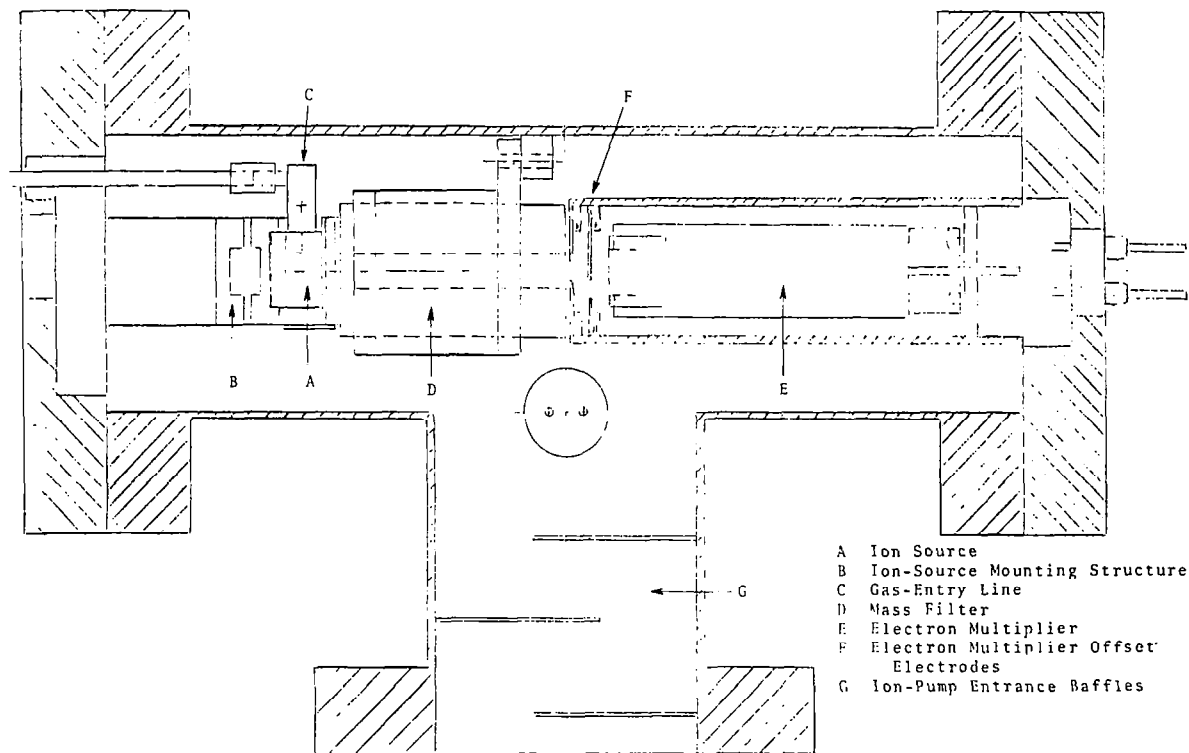 C
F
B
A
D
E
G
A Ion Source
B Ion-Source Mounting Structure
C Gas-Entry Line
D Mass Filter
E Electron Multiplier
F Electron Multiplier Offset
Electrodes
G Ion-Pump Entrance Baffles